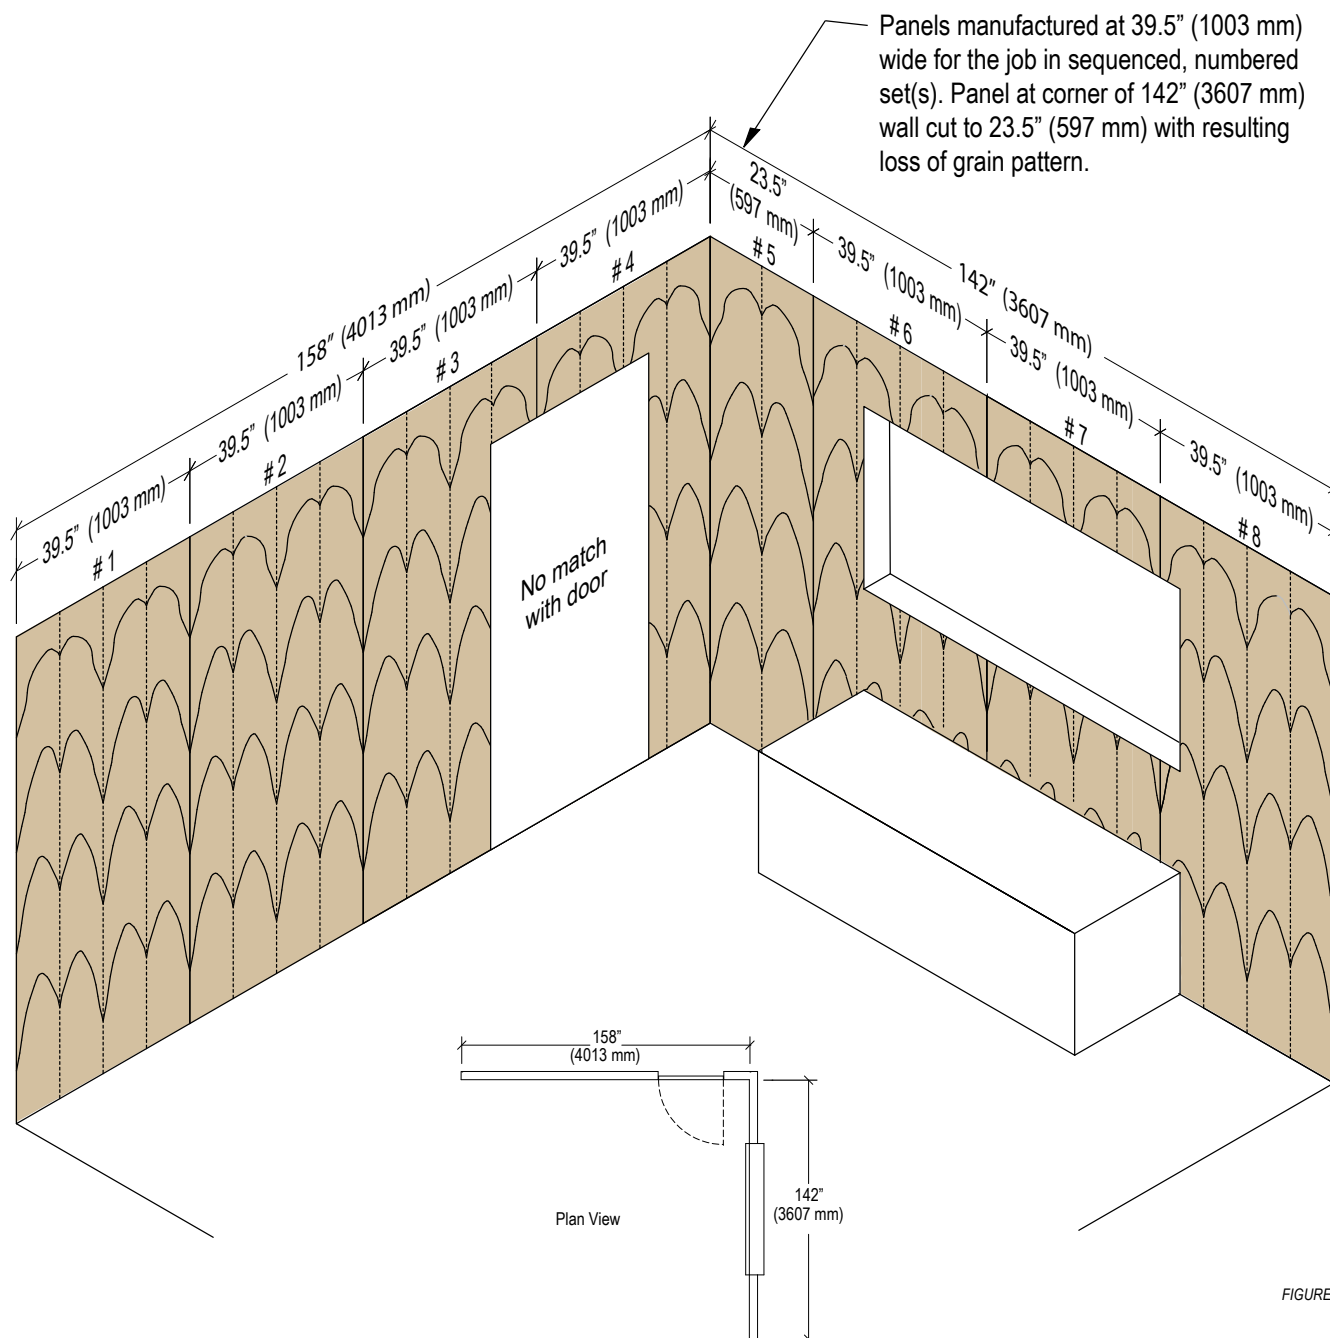 Panels manufactured at 39.5” (1003 mm)
wide for the job in sequenced, numbered
set(s). Panel at corner of 142” (3607 mm)
wall cut to 23.5” (597 mm) with resulting
loss of grain pattern.
158” (4013 mm)
142” (3607 mm)
39.5” (1003 mm)
# 1
39.5” (1003 mm)
# 2
39.5” (1003 mm)
# 3
39.5” (1003 mm)
# 4
23.5”
(597 mm)
# 5
39.5” (1003 mm)
# 6
39.5” (1003 mm)
# 7
39.5” (1003 mm)
# 8
No match
with door
158”
(4013 mm)
142”
(3607 mm)
Plan View
FIGURE